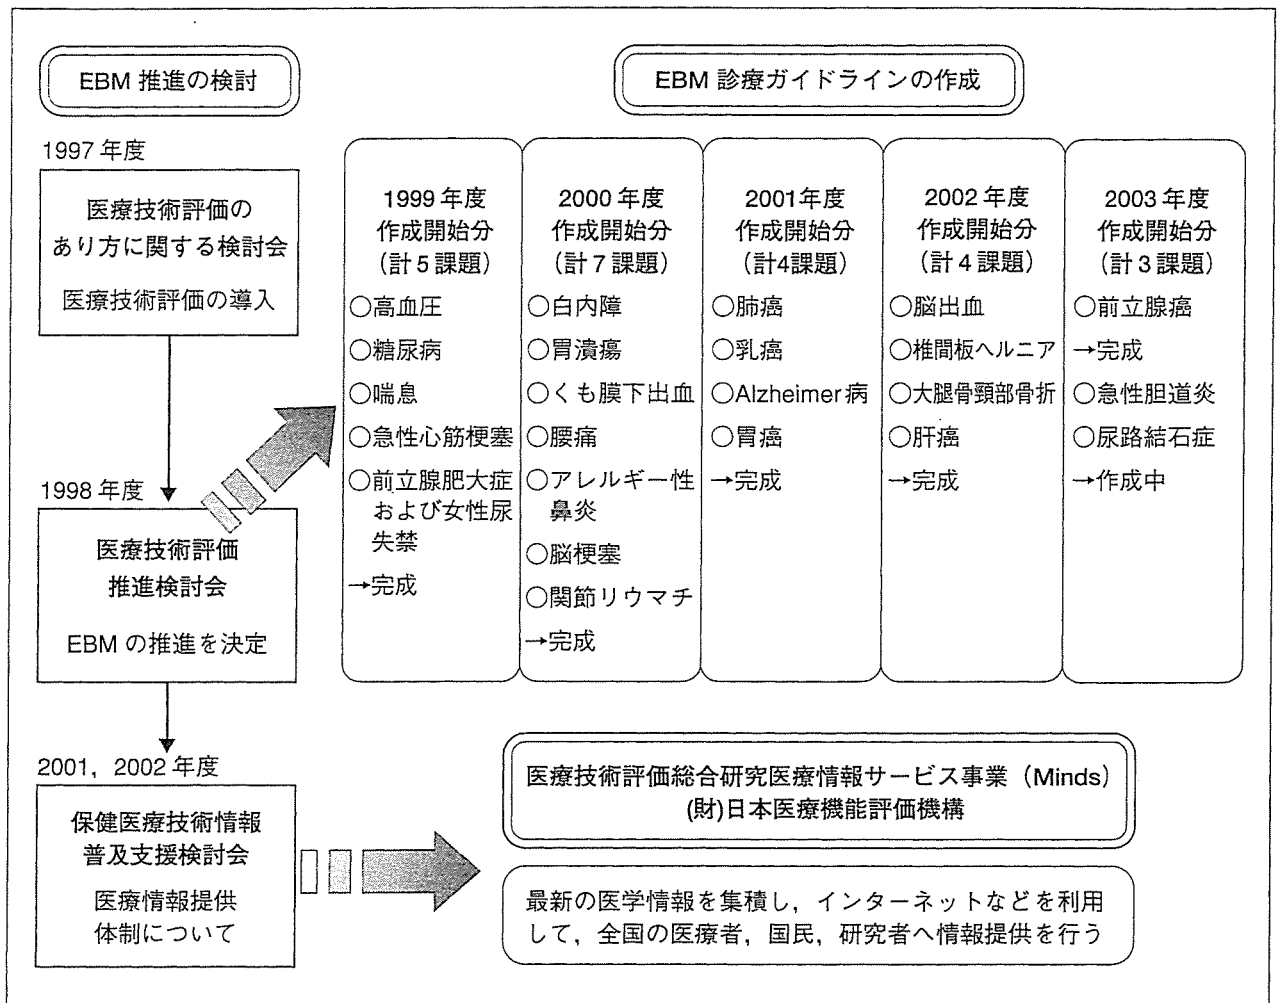 EBM 推進の検討
1997 年度
医療技術評価の
あり方に関する検討会
医療技術評価の導入
1998 年度
医療技術評価
推進検討会
EBM の推進を決定
2001，2002 年度
保健医療技術情報
普及支援検討会
医療情報提供
体制について
EBM 診療ガイドラインの作成
1999 年度
作成開始分
（計 5 課題）
○高血圧
○糖尿病
○喘息
○急性心筋梗塞
○前立腺肥大症
および女性尿
失禁
→完成
2000 年度
作成開始分
（計 7 課題）
○白内障
○胃潰瘍
○くも膜下出血
○腰痛
○アレルギー性
鼻炎
○脳梗塞
○関節リウマチ
→完成
2001年度
作成開始分
（計4課題）
○肺癌
○乳癌
○Alzheimer 病
○胃癌
→完成
2002 年度
作成開始分
（計 4 課題）
○脳出血
○椎間板ヘルニア
○大腿骨頸部骨折
○肝癌
→完成
2003 年度
作成開始分
（計 3 課題）
○前立腺癌
→完成
○急性胆道炎
○尿路結石症
→作成中
医療技術評価総合研究医療情報サービス事業（Minds）
(財)日本医療機能評価機構
最新の医学情報を集積し，インターネットなどを利用
して，全国の医療者，国民，研究者へ情報提供を行う